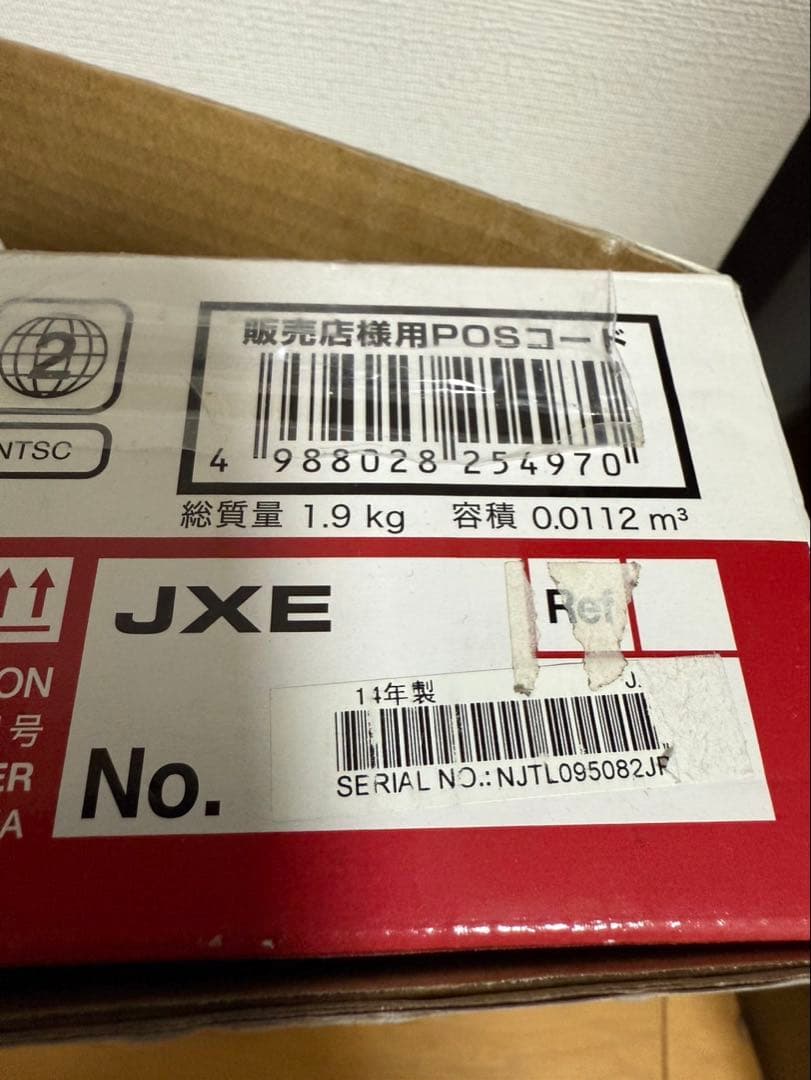 2
NTSC
販売店様用POSコード
4 988028 254970
総質量 1.9 kg 容積 0.0112 m³
JXE
Ref
ON
号
ER
A
No.
14年製
J.
SERIAL NO.: NJTL095082JP